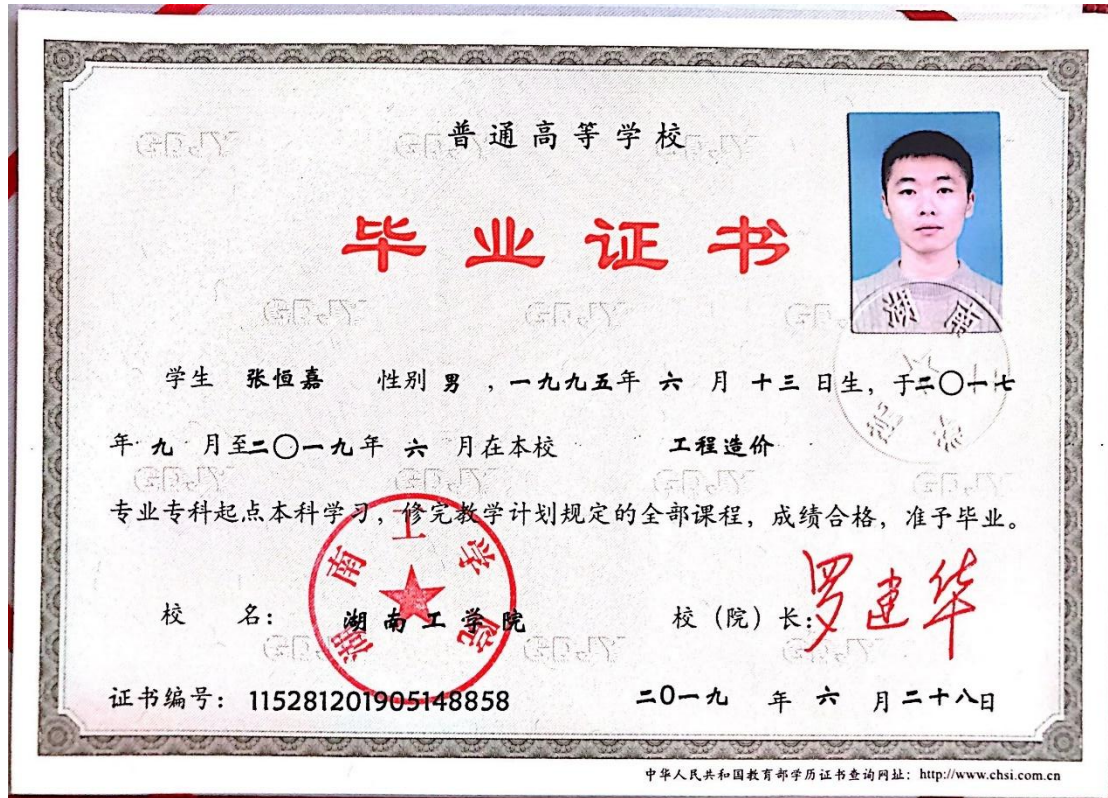 普通高等学校
毕业证书
学生 张恒嘉 性别 男 ，一九九五年 六 月 十三 日生，于二〇一七
年 九 月至二〇一九年 六 月在本校 工程造价
专业专科起点本科学习，修完教学计划规定的全部课程，成绩合格，准予毕业。
校 名： 湖南工学院 校（院）长：罗建华
湖南工学院
证书编号： 115281201905148858 二0一九 年 六 月 二十八日
中华人民共和国教育部学历证书查询网址：http://www.chsi.com.cn